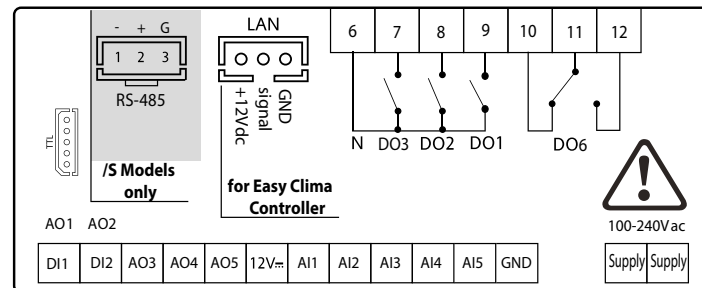 - + G
1 2 3
RS-485
/S Models
only
TTL
LAN
+12Vdc
signal
GND
for Easy Clima
Controller
6 7 8 9 10 11 12
N DO3 DO2 DO1 DO6
100-240Vac
AO1 AO2
DI1 DI2 AO3 AO4 AO5 12V⎓ AI1 AI2 AI3 AI4 AI5 GND
Supply Supply